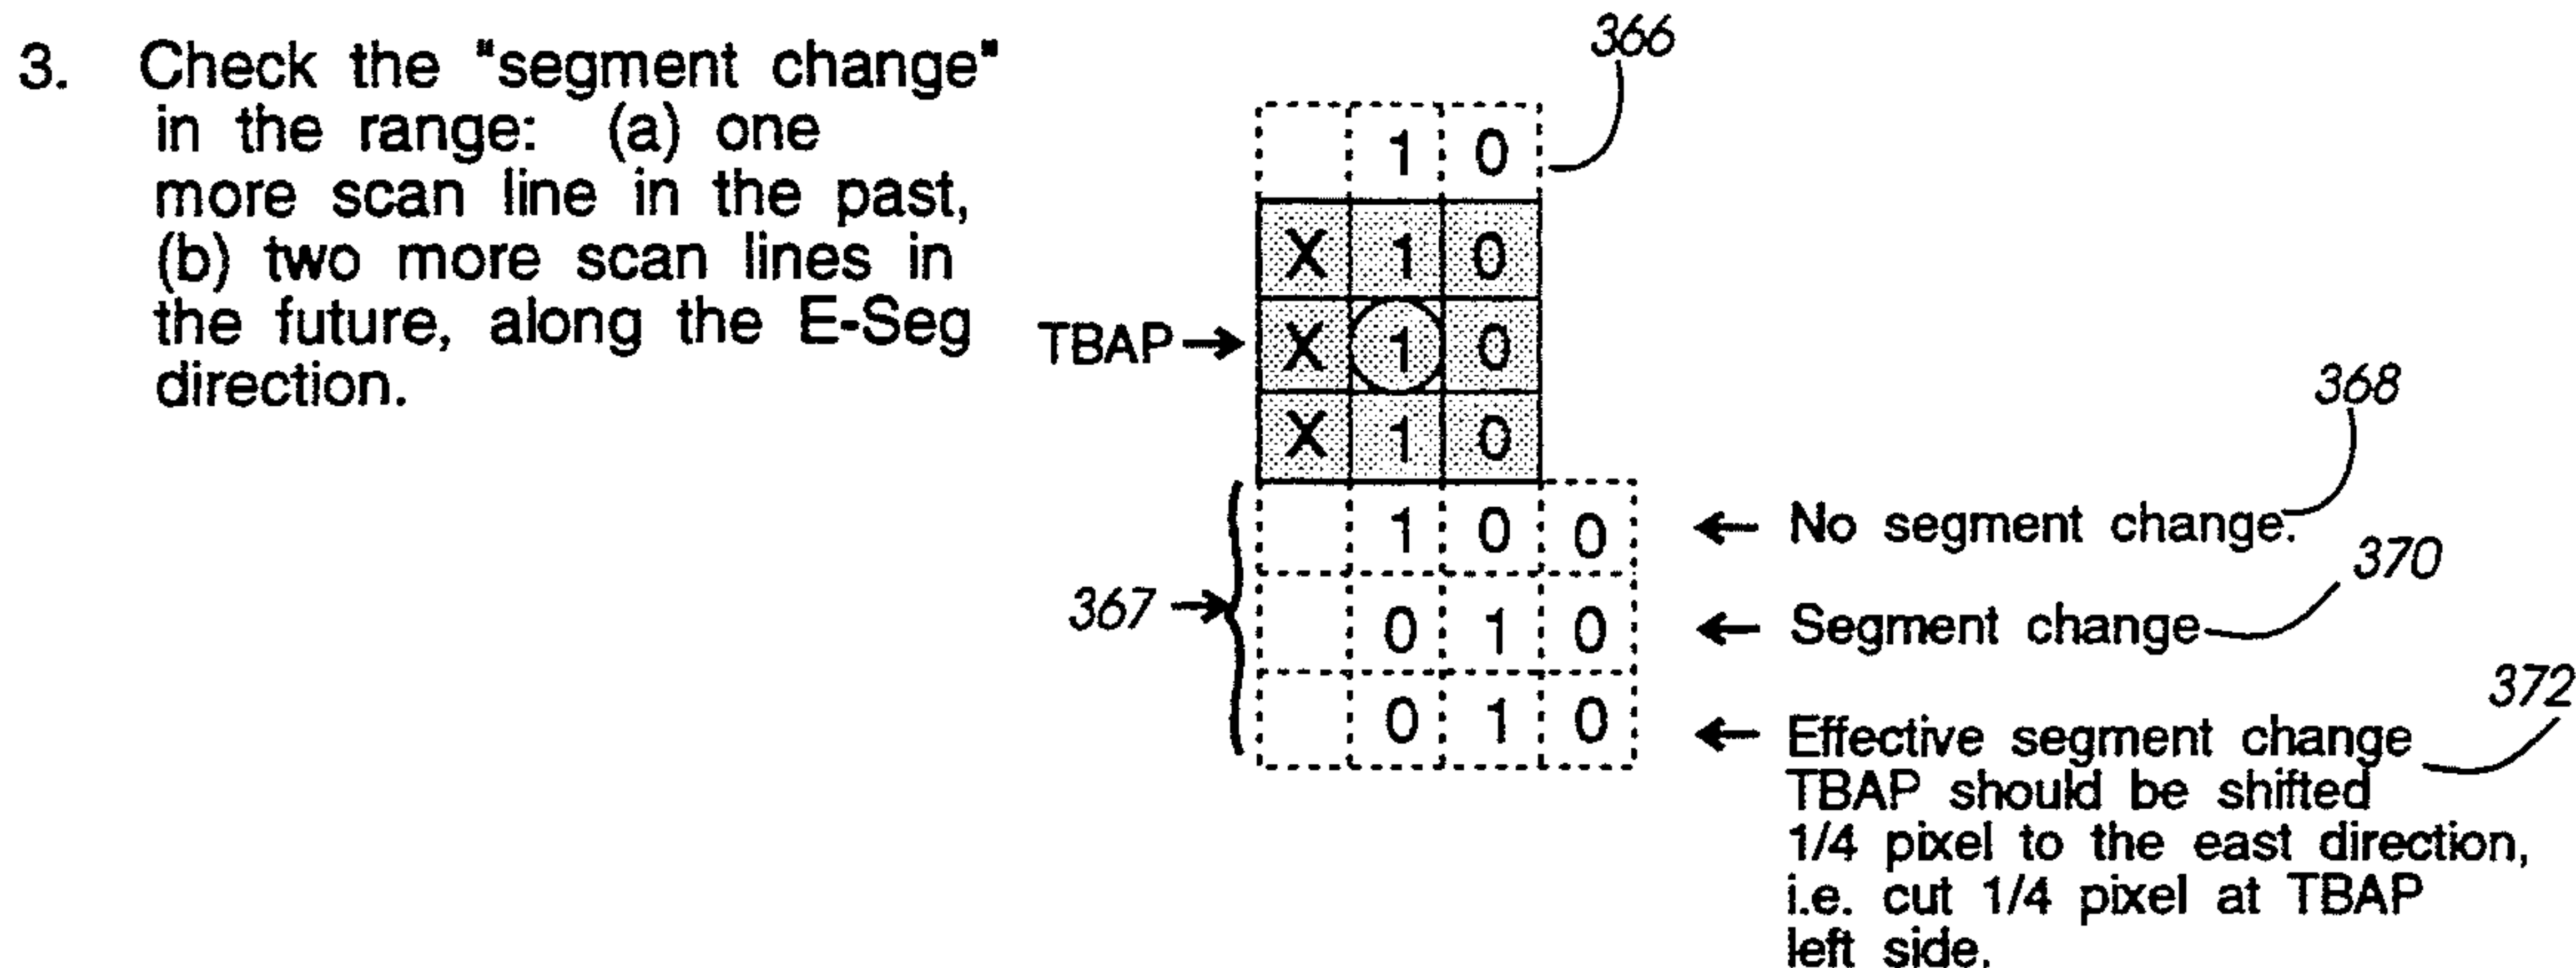 3. Check the "segment change"
in the range: (a) one
more scan line in the past,
(b) two more scan lines in
the future, along the E-Seg
direction.
366
1 0
X 1 0
TBAP→ X 1 0
X 1 0
368
1 0 0 ← No segment change.
370
367→ 0 1 0 ← Segment change
372
0 1 0 ← Effective segment change
TBAP should be shifted
1/4 pixel to the east direction,
i.e. cut 1/4 pixel at TBAP
left side.